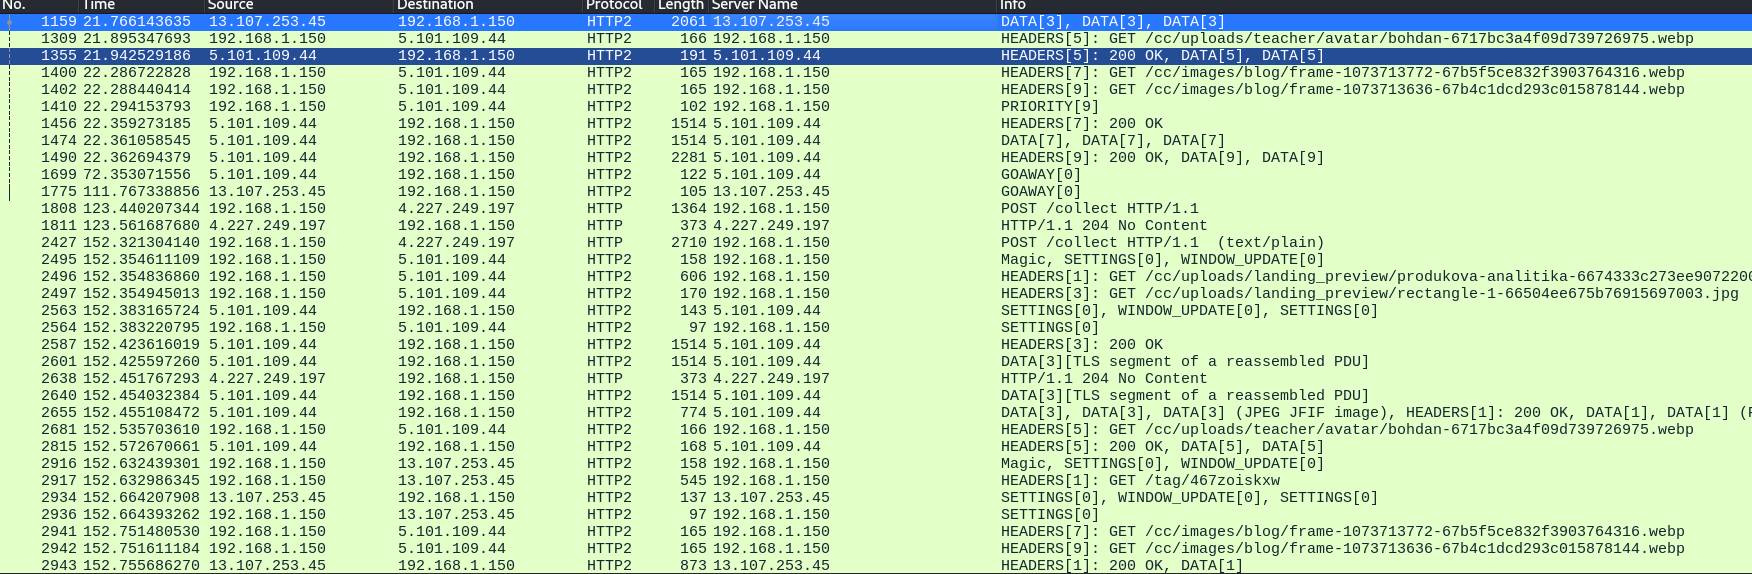 No. Time Source Destination Protocol Length Server Name Info
1159 21.766143635 13.107.253.45 192.168.1.150 HTTP2 2061 13.107.253.45 DATA[3], DATA[3], DATA[3]
1309 21.895347693 192.168.1.150 5.101.109.44 HTTP2 166 192.168.1.150 HEADERS[5]: GET /cc/uploads/teacher/avatar/bohdan-6717bc3a4f09d739726975.webp
1355 21.942529186 5.101.109.44 192.168.1.150 HTTP2 191 5.101.109.44 HEADERS[5]: 200 OK, DATA[5], DATA[5]
1400 22.286722828 192.168.1.150 5.101.109.44 HTTP2 165 192.168.1.150 HEADERS[7]: GET /cc/images/blog/frame-1073713772-67b5f5ce832f3903764316.webp
1402 22.288440414 192.168.1.150 5.101.109.44 HTTP2 165 192.168.1.150 HEADERS[9]: GET /cc/images/blog/frame-1073713636-67b4c1dcd293c015878144.webp
1410 22.294153793 192.168.1.150 5.101.109.44 HTTP2 102 192.168.1.150 PRIORITY[9]
1456 22.359273185 5.101.109.44 192.168.1.150 HTTP2 1514 5.101.109.44 HEADERS[7]: 200 OK
1474 22.361058545 5.101.109.44 192.168.1.150 HTTP2 1514 5.101.109.44 DATA[7], DATA[7], DATA[7]
1490 22.362694379 5.101.109.44 192.168.1.150 HTTP2 2281 5.101.109.44 HEADERS[9]: 200 OK, DATA[9], DATA[9]
1699 72.353071556 5.101.109.44 192.168.1.150 HTTP2 122 5.101.109.44 GOAWAY[0]
1775 111.767338856 13.107.253.45 192.168.1.150 HTTP2 105 13.107.253.45 GOAWAY[0]
1808 123.440207344 192.168.1.150 4.227.249.197 HTTP 1364 192.168.1.150 POST /collect HTTP/1.1
1811 123.561687680 4.227.249.197 192.168.1.150 HTTP 373 4.227.249.197 HTTP/1.1 204 No Content
2427 152.321304140 192.168.1.150 4.227.249.197 HTTP 2710 192.168.1.150 POST /collect HTTP/1.1 (text/plain)
2495 152.354611109 192.168.1.150 5.101.109.44 HTTP2 158 192.168.1.150 Magic, SETTINGS[0], WINDOW_UPDATE[0]
2496 152.354836860 192.168.1.150 5.101.109.44 HTTP2 606 192.168.1.150 HEADERS[1]: GET /cc/uploads/landing_preview/produkova-analitika-6674333c273ee9072200
2497 152.354945013 192.168.1.150 5.101.109.44 HTTP2 170 192.168.1.150 HEADERS[3]: GET /cc/uploads/landing_preview/rectangle-1-66504ee675b76915697003.jpg
2563 152.383165724 5.101.109.44 192.168.1.150 HTTP2 143 5.101.109.44 SETTINGS[0], WINDOW_UPDATE[0], SETTINGS[0]
2564 152.383220795 192.168.1.150 5.101.109.44 HTTP2 97 192.168.1.150 SETTINGS[0]
2587 152.423616019 5.101.109.44 192.168.1.150 HTTP2 1514 5.101.109.44 HEADERS[3]: 200 OK
2601 152.425597260 5.101.109.44 192.168.1.150 HTTP2 1514 5.101.109.44 DATA[3][TLS segment of a reassembled PDU]
2638 152.451767293 4.227.249.197 192.168.1.150 HTTP 373 4.227.249.197 HTTP/1.1 204 No Content
2640 152.454032384 5.101.109.44 192.168.1.150 HTTP2 1514 5.101.109.44 DATA[3][TLS segment of a reassembled PDU]
2655 152.455108472 5.101.109.44 192.168.1.150 HTTP2 774 5.101.109.44 DATA[3], DATA[3], DATA[3] (JPEG JFIF image), HEADERS[1]: 200 OK, DATA[1], DATA[1]
2681 152.535703610 192.168.1.150 5.101.109.44 HTTP2 166 192.168.1.150 HEADERS[5]: GET /cc/uploads/teacher/avatar/bohdan-6717bc3a4f09d739726975.webp
2815 152.572670661 5.101.109.44 192.168.1.150 HTTP2 168 5.101.109.44 HEADERS[5]: 200 OK, DATA[5], DATA[5]
2916 152.632439301 192.168.1.150 13.107.253.45 HTTP2 158 192.168.1.150 Magic, SETTINGS[0], WINDOW_UPDATE[0]
2917 152.632986345 192.168.1.150 13.107.253.45 HTTP2 545 192.168.1.150 HEADERS[1]: GET /tag/467zoiskxw
2934 152.664207908 13.107.253.45 192.168.1.150 HTTP2 137 13.107.253.45 SETTINGS[0], WINDOW_UPDATE[0], SETTINGS[0]
2936 152.664393262 192.168.1.150 13.107.253.45 HTTP2 97 192.168.1.150 SETTINGS[0]
2941 152.751480530 192.168.1.150 5.101.109.44 HTTP2 165 192.168.1.150 HEADERS[7]: GET /cc/images/blog/frame-1073713772-67b5f5ce832f3903764316.webp
2942 152.751611184 192.168.1.150 5.101.109.44 HTTP2 165 192.168.1.150 HEADERS[9]: GET /cc/images/blog/frame-1073713636-67b4c1dcd293c015878144.webp
2943 152.755686270 13.107.253.45 192.168.1.150 HTTP2 873 13.107.253.45 HEADERS[1]: 200 OK, DATA[1]